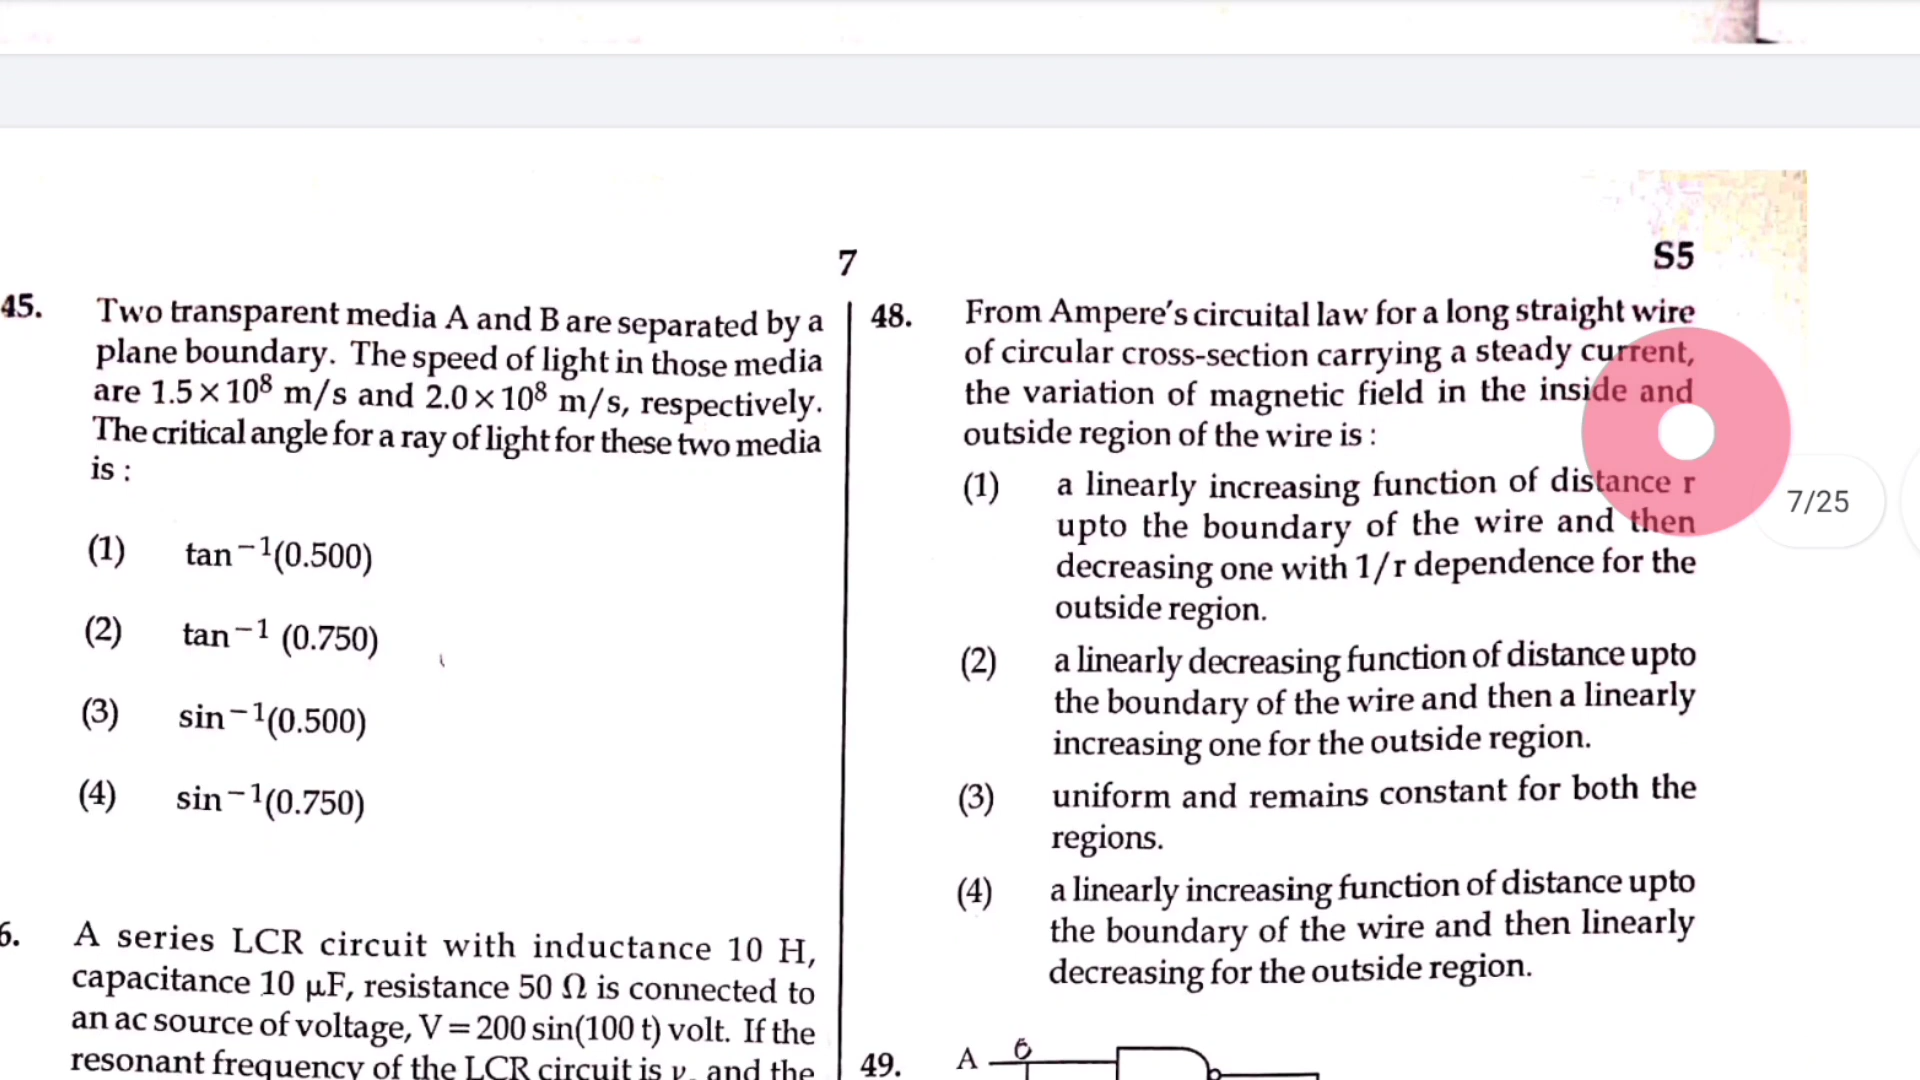 7
S5
45. Two transparent media A and B are separated by a
plane boundary. The speed of light in those media
are 1.5×10⁸ m/s and 2.0×10⁸ m/s, respectively.
The critical angle for a ray of light for these two media
is :
(1) tan⁻¹(0.500)
(2) tan⁻¹ (0.750)
(3) sin⁻¹(0.500)
(4) sin⁻¹(0.750)
6. A series LCR circuit with inductance 10 H,
capacitance 10 μF, resistance 50 Ω is connected to
an ac source of voltage, V = 200 sin(100 t) volt. If the
resonant frequency of the LCR circuit is ν and the
48. From Ampere's circuital law for a long straight wire
of circular cross-section carrying a steady current,
the variation of magnetic field in the inside and
outside region of the wire is :
(1) a linearly increasing function of distance r
upto the boundary of the wire and then
decreasing one with 1/r dependence for the
outside region.
(2) a linearly decreasing function of distance upto
the boundary of the wire and then a linearly
increasing one for the outside region.
(3) uniform and remains constant for both the
regions.
(4) a linearly increasing function of distance upto
the boundary of the wire and then linearly
decreasing for the outside region.
49. A
7/25